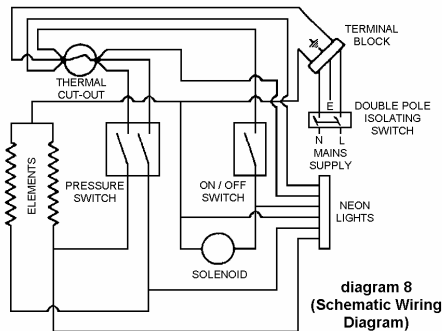 TERMINAL
BLOCK
THERMAL
CUT-OUT
E
DOUBLE POLE
ISOLATING
SWITCH
N L
MAINS
SUPPLY
ELEMENTS
PRESSURE
SWITCH
ON / OFF
SWITCH
NEON
LIGHTS
SOLENOID
diagram 8
(Schematic Wiring
Diagram)